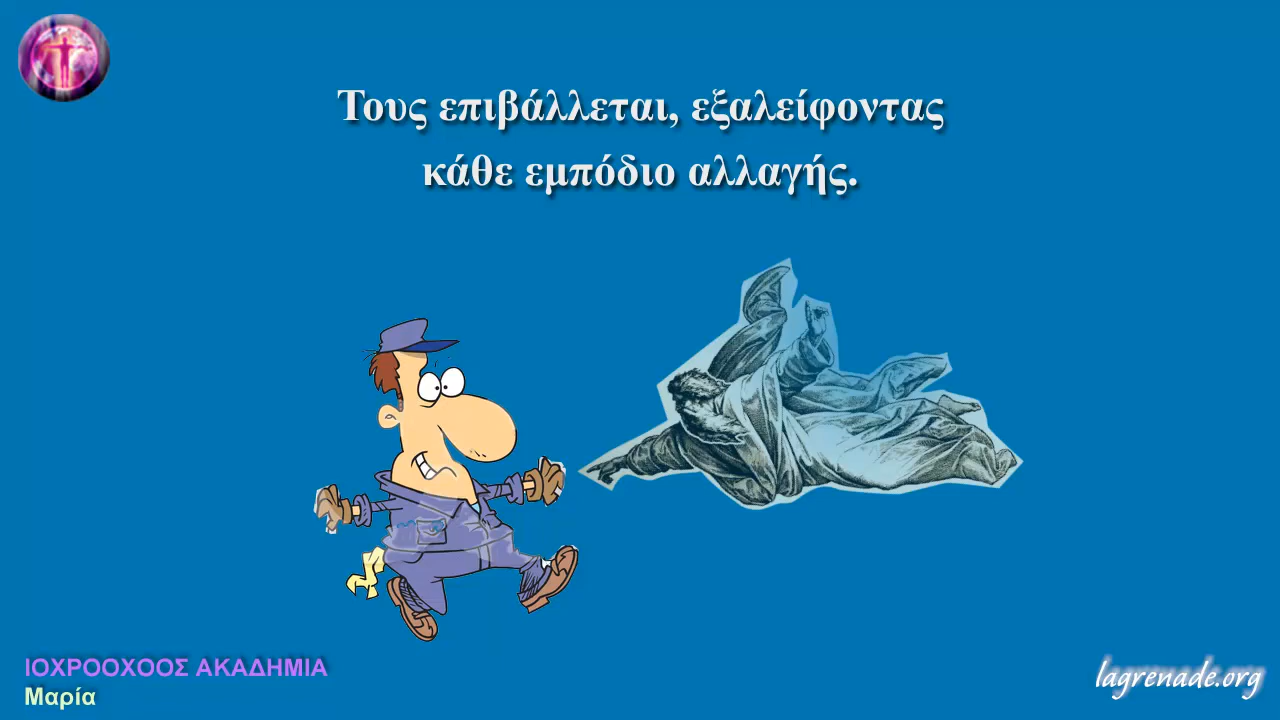 Τους επιβάλλεται, εξαλείφοντας
κάθε εμπόδιο αλλαγής.
ΙΟΧΡΟΟΧΟΟΣ ΑΚΑΔΗΜΙΑ
Μαρία
lagrenade.org